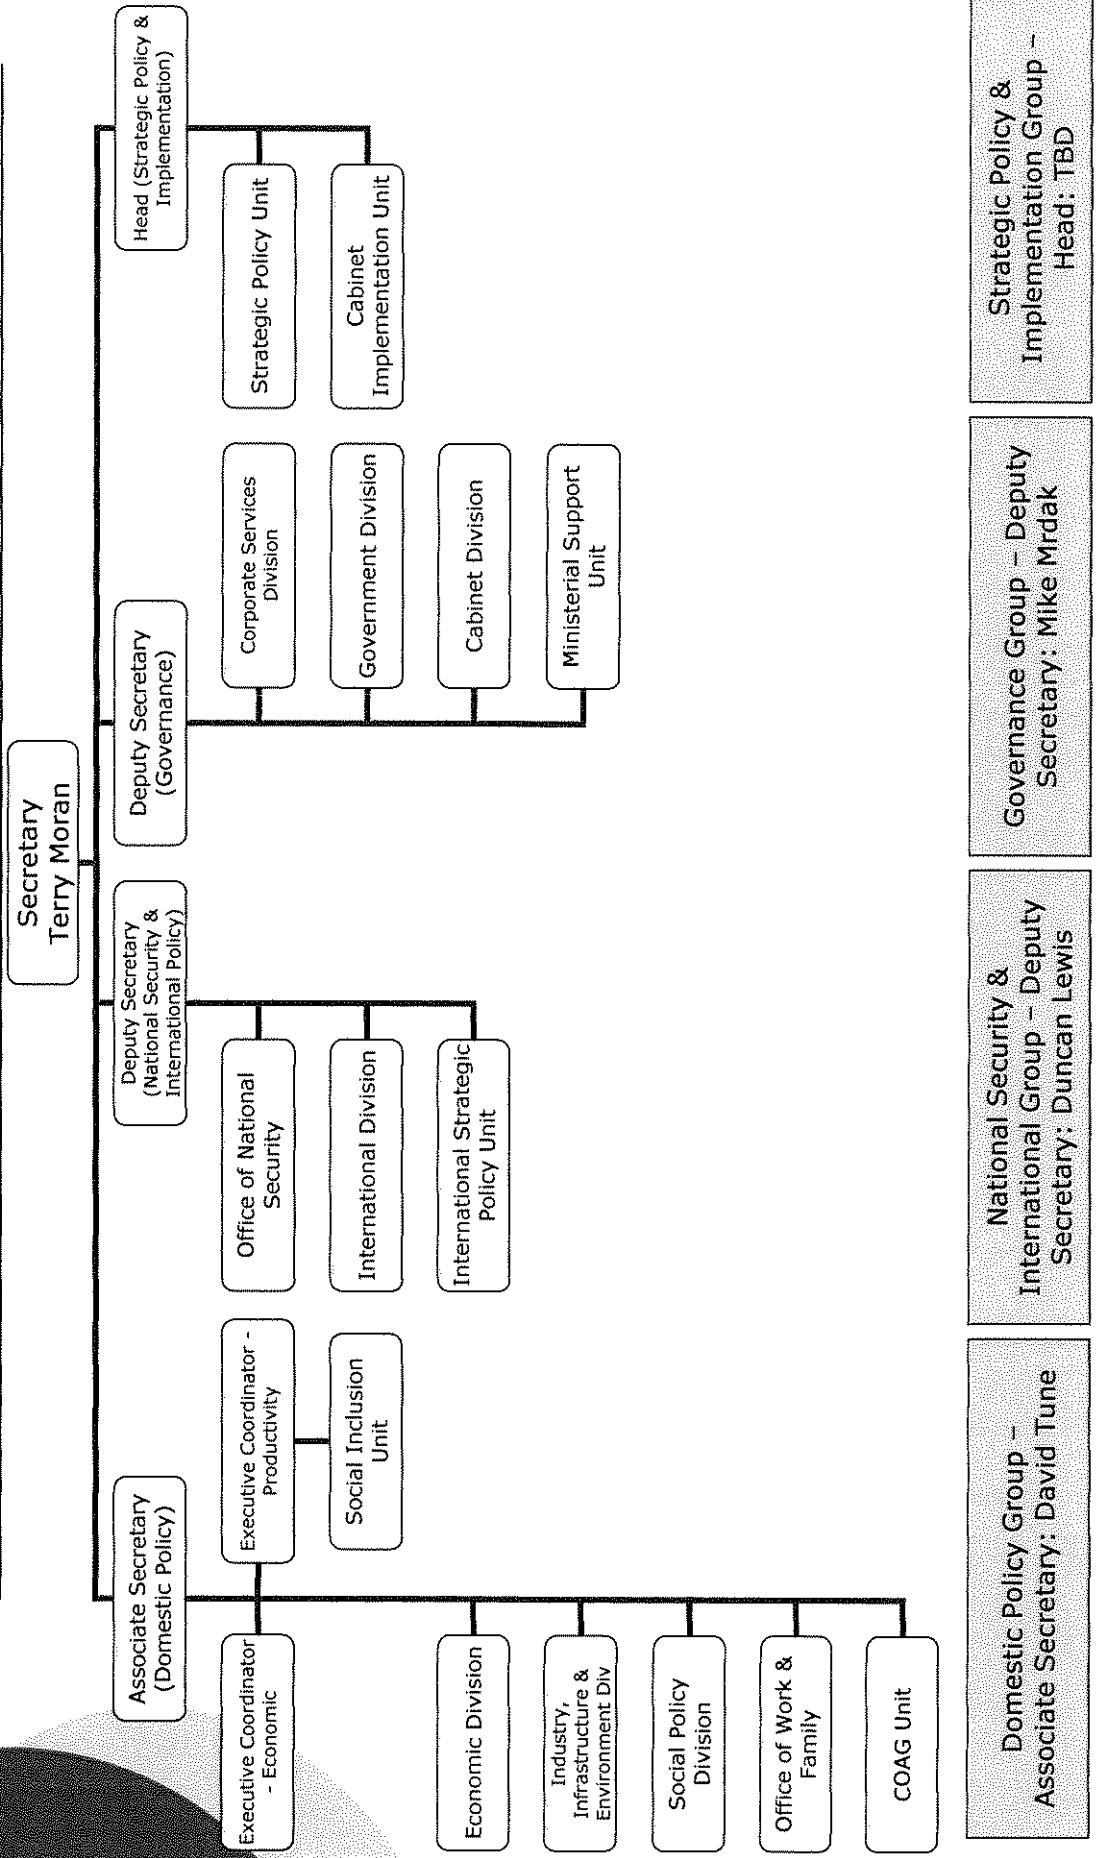 Secretary
Terry Moran
Associate Secretary
(Domestic Policy)
Deputy Secretary
(National Security &
International Policy)
Deputy Secretary
(Governance)
Head (Strategic Policy &
Implementation)
Executive Coordinator
- Economic
Executive Coordinator -
Productivity
Social Inclusion
Unit
Economic Division
Industry,
Infrastructure &
Environment Div
Social Policy
Division
Office of Work &
Family
COAG Unit
Office of National
Security
International Division
International Strategic
Policy Unit
Corporate Services
Division
Government Division
Cabinet Division
Ministerial Support
Unit
Strategic Policy Unit
Cabinet
Implementation Unit
Domestic Policy Group –
Associate Secretary: David Tune
National Security &
International Group – Deputy
Secretary: Duncan Lewis
Governance Group – Deputy
Secretary: Mike Mrdak
Strategic Policy &
Implementation Group –
Head: TBD